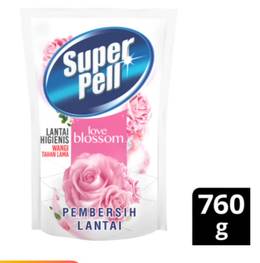 Super
Pell
LANTAI
HIGIENIS
WANGI
TAHAN LAMA
love
blossom
PEMBERSIH
LANTAI
760
g